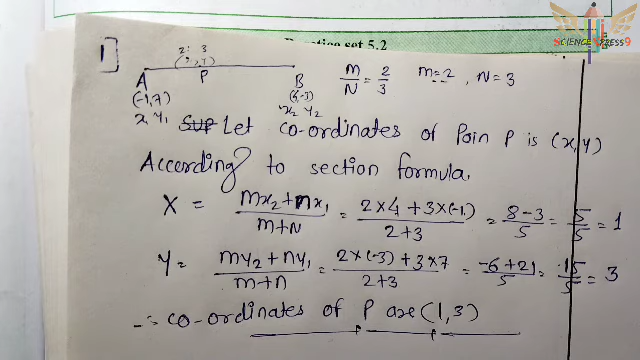 SCIENCE XPRESS 9
Practice set 5.2
1]
2: 3
A P B
(-1,7) (4,-3)
x, y₁ x₂ y₂
m/N = 2/3 m=2, N=3
Let co-ordinates of Poin P is (x,y)
According to section formula.
X = mx₂+nx₁/m+N = 2×4+3×(-1)/2+3 = 8-3/5 = 5/5 = 1
Y = my₂+ny₁/m+n = 2×(-3)+3×7/2+3 = -6+21/5 = 15/5 = 3
∴ co-ordinates of P are (1,3)